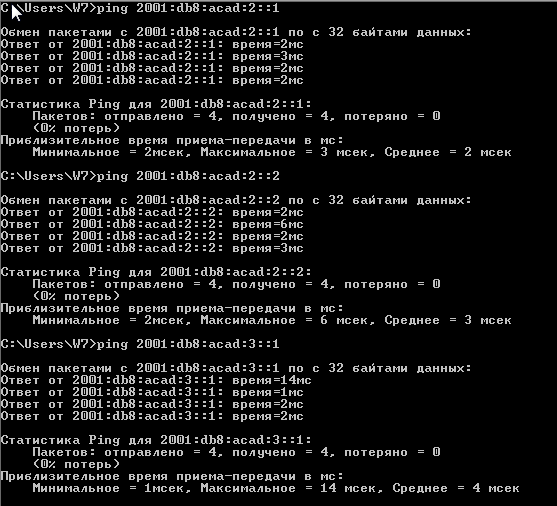 C:\Users\W7>ping 2001:db8:acad:2::1
Обмен пакетами с 2001:db8:acad:2::1 по с 32 байтами данных:
Ответ от 2001:db8:acad:2::1: время=2мс
Ответ от 2001:db8:acad:2::1: время=3мс
Ответ от 2001:db8:acad:2::1: время=2мс
Ответ от 2001:db8:acad:2::1: время=2мс
Статистика Ping для 2001:db8:acad:2::1:
    Пакетов: отправлено = 4, получено = 4, потеряно = 0
    (0% потерь)
Приблизительное время приема-передачи в мс:
    Минимальное = 2мсек, Максимальное = 3 мсек, Среднее = 2 мсек
C:\Users\W7>ping 2001:db8:acad:2::2
Обмен пакетами с 2001:db8:acad:2::2 по с 32 байтами данных:
Ответ от 2001:db8:acad:2::2: время=2мс
Ответ от 2001:db8:acad:2::2: время=6мс
Ответ от 2001:db8:acad:2::2: время=2мс
Ответ от 2001:db8:acad:2::2: время=3мс
Статистика Ping для 2001:db8:acad:2::2:
    Пакетов: отправлено = 4, получено = 4, потеряно = 0
    (0% потерь)
Приблизительное время приема-передачи в мс:
    Минимальное = 2мсек, Максимальное = 6 мсек, Среднее = 3 мсек
C:\Users\W7>ping 2001:db8:acad:3::1
Обмен пакетами с 2001:db8:acad:3::1 по с 32 байтами данных:
Ответ от 2001:db8:acad:3::1: время=14мс
Ответ от 2001:db8:acad:3::1: время=1мс
Ответ от 2001:db8:acad:3::1: время=2мс
Ответ от 2001:db8:acad:3::1: время=2мс
Статистика Ping для 2001:db8:acad:3::1:
    Пакетов: отправлено = 4, получено = 4, потеряно = 0
    (0% потерь)
Приблизительное время приема-передачи в мс:
    Минимальное = 1мсек, Максимальное = 14 мсек, Среднее = 4 мсек